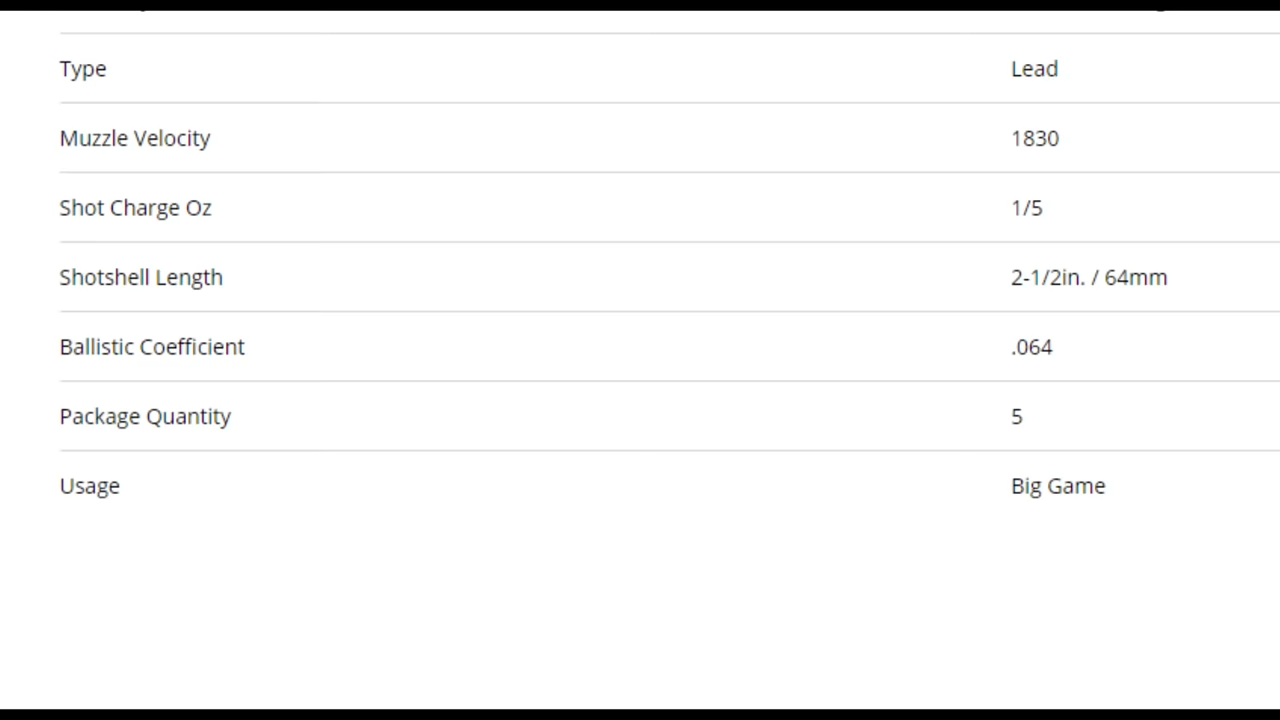 Type Lead
Muzzle Velocity 1830
Shot Charge Oz 1/5
Shotshell Length 2-1/2in. / 64mm
Ballistic Coefficient .064
Package Quantity 5
Usage Big Game